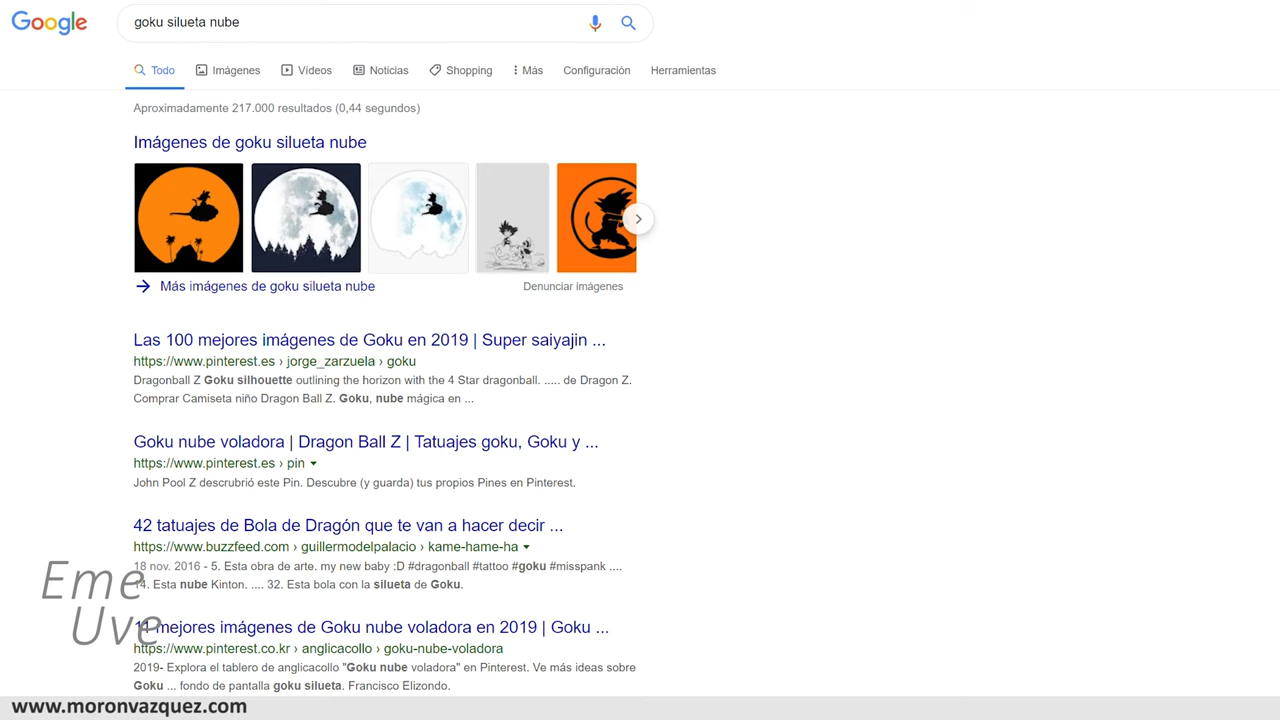 Google
goku silueta nube
Todo Imágenes Vídeos Noticias Shopping Más Configuración Herramientas
Aproximadamente 217.000 resultados (0,44 segundos)
Imágenes de goku silueta nube
Más imágenes de goku silueta nube
Denunciar imágenes
Las 100 mejores imágenes de Goku en 2019 | Super saiyajin ...
https://www.pinterest.es › jorge_zarzuela › goku
Dragonball Z Goku silhouette outlining the horizon with the 4 Star dragonball. ..... de Dragon Z.
Comprar Camiseta niño Dragon Ball Z. Goku, nube mágica en ...
Goku nube voladora | Dragon Ball Z | Tatuajes goku, Goku y ...
https://www.pinterest.es › pin
John Pool Z descrubrió este Pin. Descubre (y guarda) tus propios Pines en Pinterest.
42 tatuajes de Bola de Dragón que te van a hacer decir ...
https://www.buzzfeed.com › guillermodelpalacio › kame-hame-ha
18 nov. 2016 - 5. Esta obra de arte. my new baby :D #dragonball #tattoo #goku #misspank ....
14. Esta nube Kinton. .... 32. Esta bola con la silueta de Goku.
11 mejores imágenes de Goku nube voladora en 2019 | Goku ...
https://www.pinterest.co.kr › anglicacollo › goku-nube-voladora
2019- Explora el tablero de anglicacollo "Goku nube voladora" en Pinterest. Ve más ideas sobre
Goku ... fondo de pantalla goku silueta. Francisco Elizondo.
Eme
Uve
www.moronvazquez.com